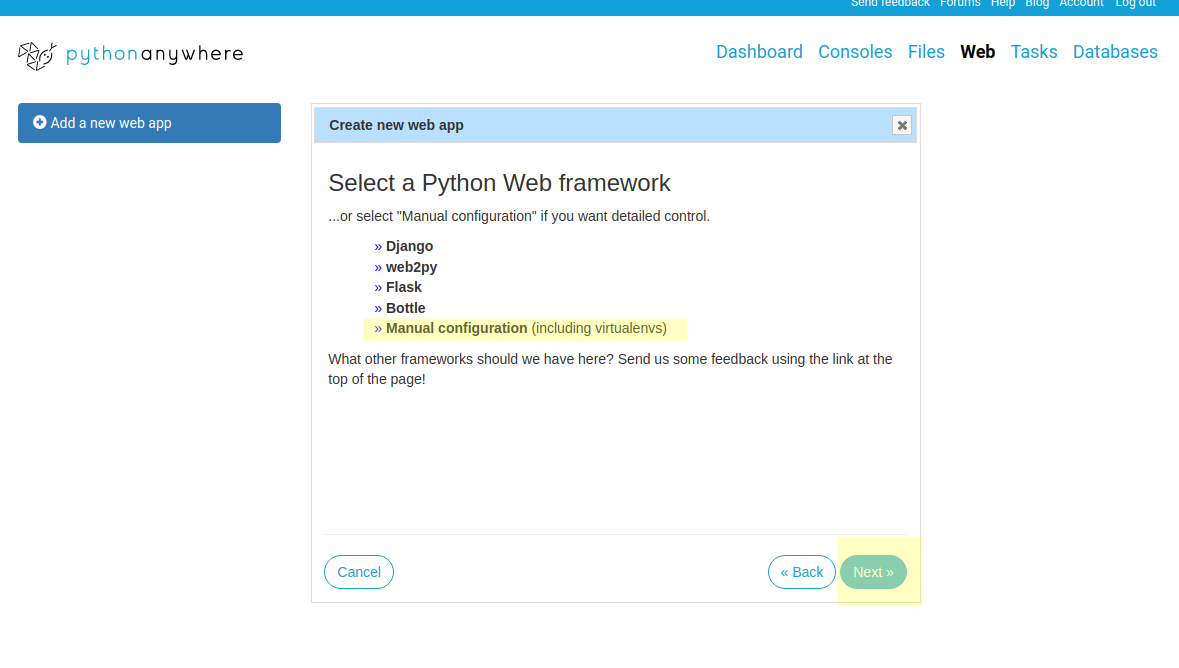 Send feedback Forums Help Blog Account Log out
pythonanywhere
Dashboard Consoles Files Web Tasks Databases
Add a new web app
Create new web app
Select a Python Web framework
...or select "Manual configuration" if you want detailed control.
» Django
» web2py
» Flask
» Bottle
» Manual configuration (including virtualenvs)
What other frameworks should we have here? Send us some feedback using the link at the
top of the page!
Cancel
« Back
Next »